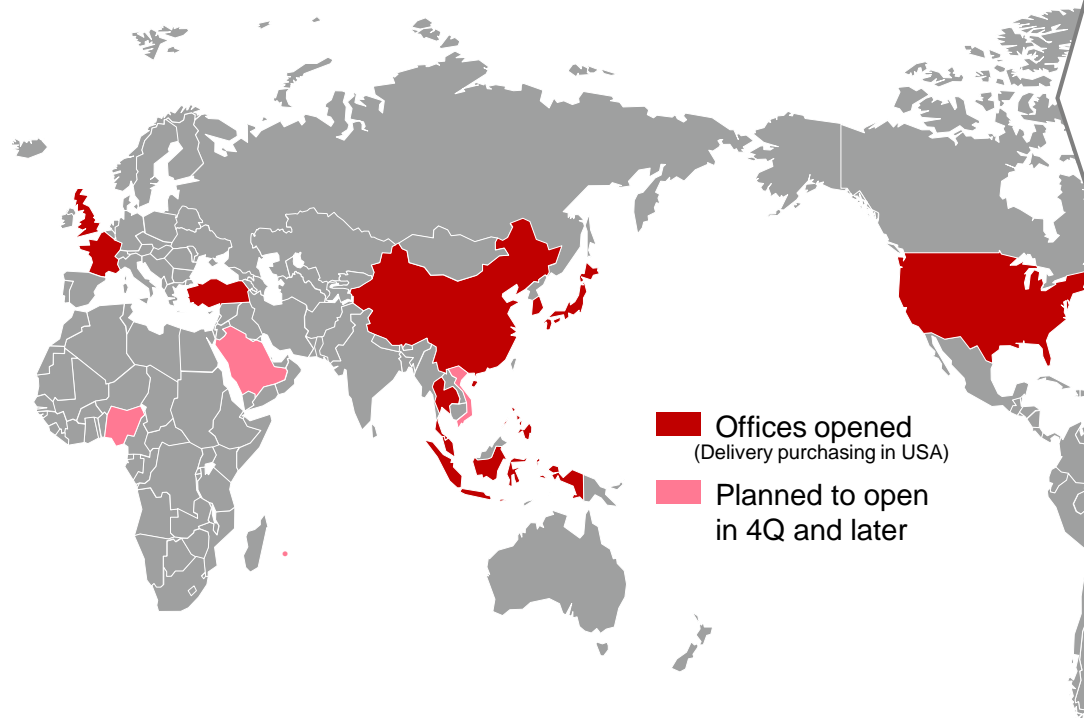 Offices opened
(Delivery purchasing in USA)
Planned to open
in 4Q and later